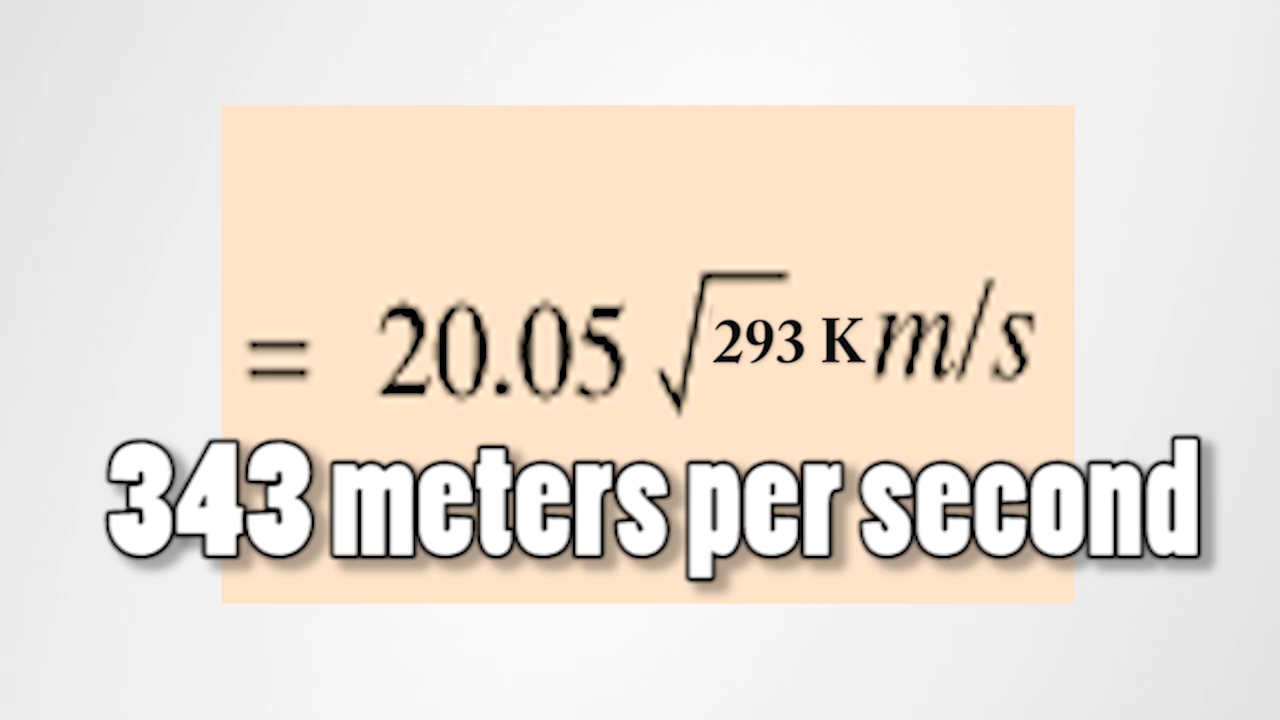 = 20.05 √293 K m/s
343 meters per second